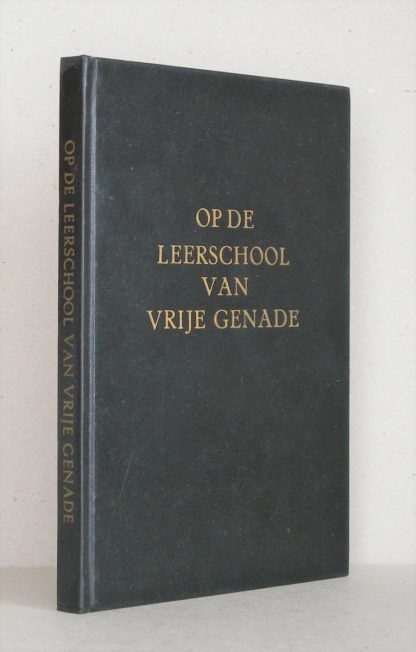 OP DE LEERSCHOOL VAN VRIJE GENADE
OP DE
LEERSCHOOL
VAN
VRIJE GENADE